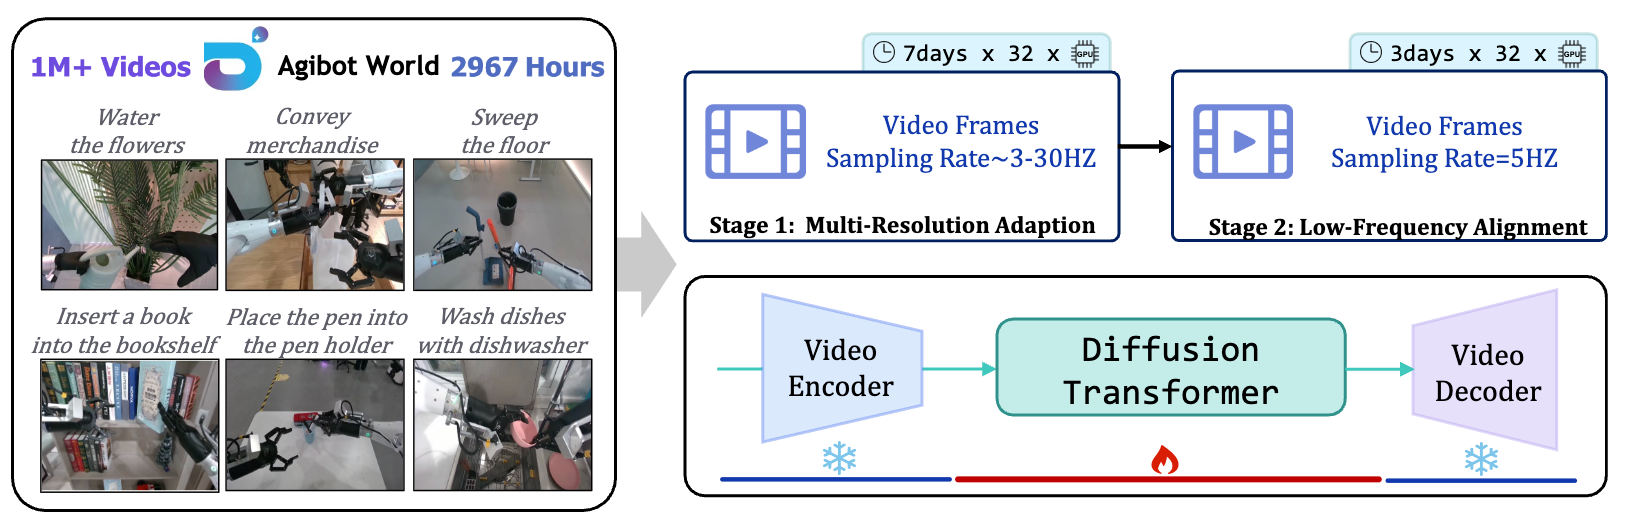 1M+ Videos Agibot World 2967 Hours
Water
the flowers
Convey
merchandise
Sweep
the floor
Insert a book
into the bookshelf
Place the pen into
the pen holder
Wash dishes
with dishwasher
7days x 32 x GPU
Video Frames
Sampling Rate~3-30HZ
Stage 1: Multi-Resolution Adaption
3days x 32 x GPU
Video Frames
Sampling Rate=5HZ
Stage 2: Low-Frequency Alignment
Video
Encoder
Diffusion
Transformer
Video
Decoder